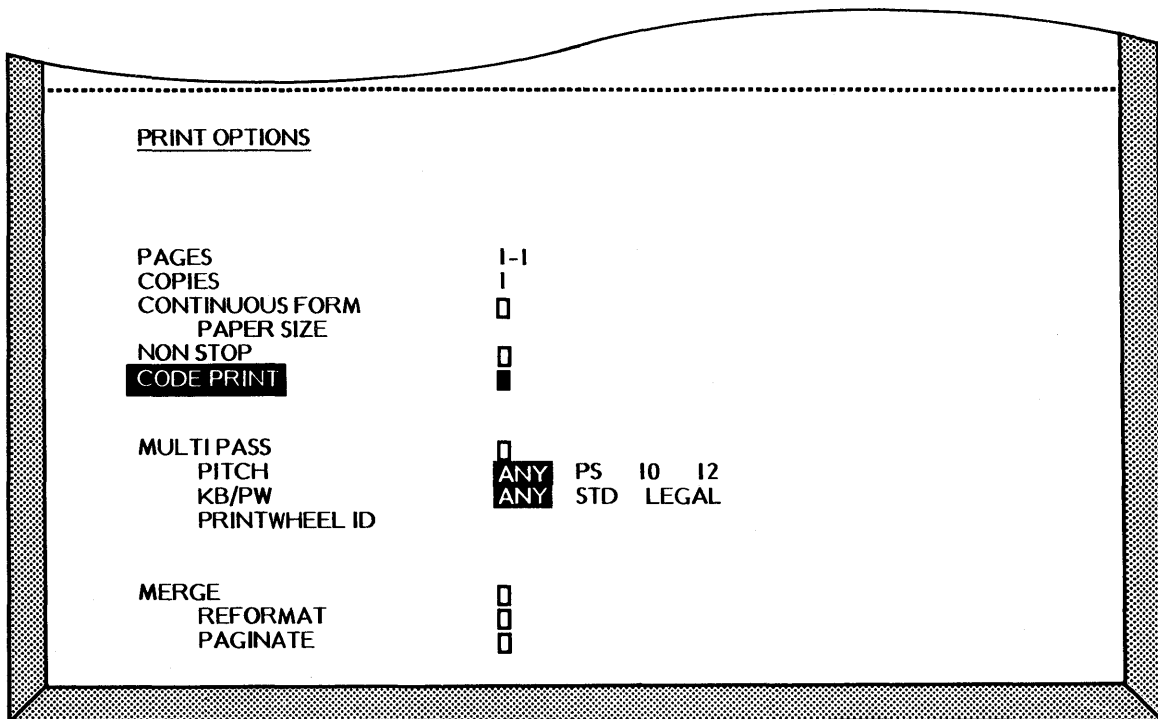 PRINT OPTIONS
PAGES 1-1
COPIES 1
CONTINUOUS FORM
PAPER SIZE
NON STOP
CODE PRINT
MULTI PASS
PITCH ANY PS 10 12
KB/PW ANY STD LEGAL
PRINTWHEEL ID
MERGE
REFORMAT
PAGINATE